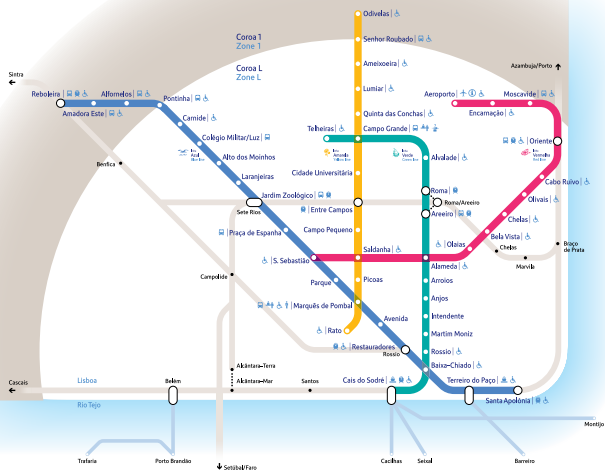 Odivelas
Coroa 1
Zone 1
Senhor Roubado
Coroa L
Zone L
Ameixoeira
Azambuja/Porto
Sintra
Lumiar
Reboleira
Alfornelos
Pontinha
Aeroporto
Moscavide
Amadora Este
Quinta das Conchas
Encarnação
Carnide
Telheiras
Campo Grande
Colégio Militar/Luz
Oriente
Alto dos Moinhos
Alvalade
Benfica
Cidade Universitária
Laranjeiras
Cabo Ruivo
Jardim Zoológico
Roma
Olivais
Sete Rios
Entre Campos
Roma/Areeiro
Areeiro
Chelas
Praça de Espanha
Campo Pequeno
Bela Vista
Saldanha
Olaias
Chelas
Braço
de Prata
S. Sebastião
Alameda
Marvila
Campolide
Parque
Picoas
Arroios
Anjos
Marquês de Pombal
Avenida
Intendente
Rato
Martim Moniz
Restauradores
Rossio
Rossio
Alcântara-Terra
Baixa-Chiado
Cascais
Lisboa
Belém
Alcântara-Mar
Santos
Cais do Sodré
Terreiro do Paço
Rio Tejo
Santa Apolónia
Montijo
Trafaria
Porto Brandão
Setúbal/Faro
Cacilhas
Seixal
Barreiro